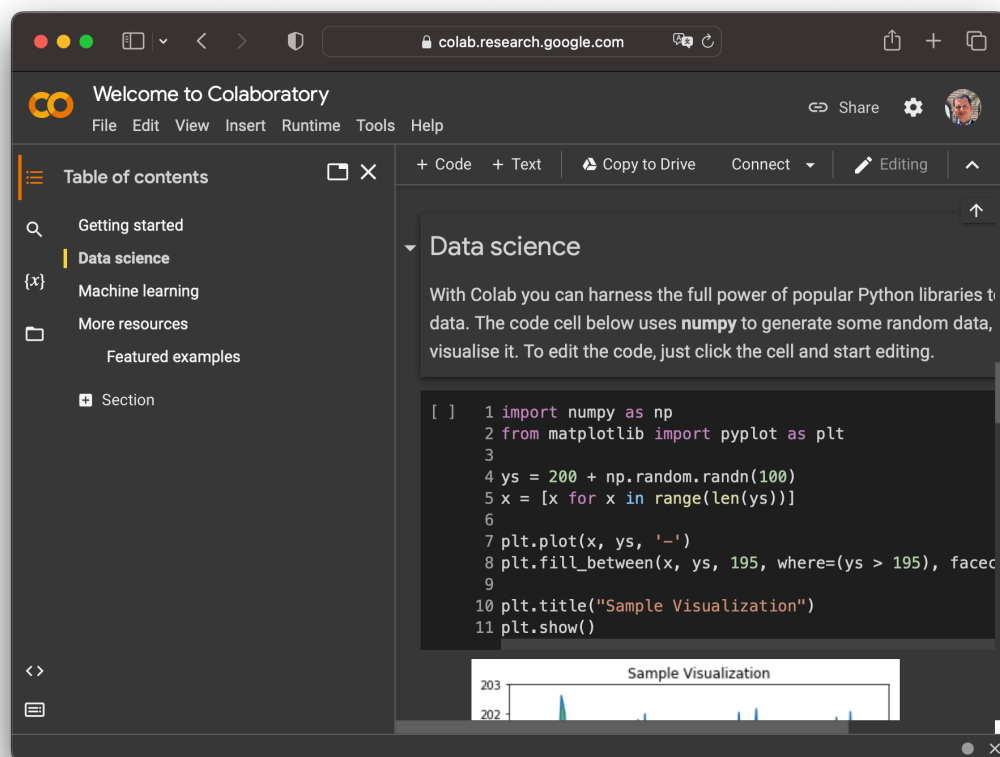 colab.research.google.com
Welcome to Colaboratory
File Edit View Insert Runtime Tools Help
Share
Table of contents
Getting started
Data science
Machine learning
More resources
Featured examples
Section
+ Code + Text Copy to Drive Connect Editing
Data science
With Colab you can harness the full power of popular Python libraries t
data. The code cell below uses numpy to generate some random data,
visualise it. To edit the code, just click the cell and start editing.
[ ] 1 import numpy as np
2 from matplotlib import pyplot as plt
3
4 ys = 200 + np.random.randn(100)
5 x = [x for x in range(len(ys))]
6
7 plt.plot(x, ys, '-')
8 plt.fill_between(x, ys, 195, where=(ys > 195), facec
9
10 plt.title("Sample Visualization")
11 plt.show()
Sample Visualization
203
202
{x}
<>